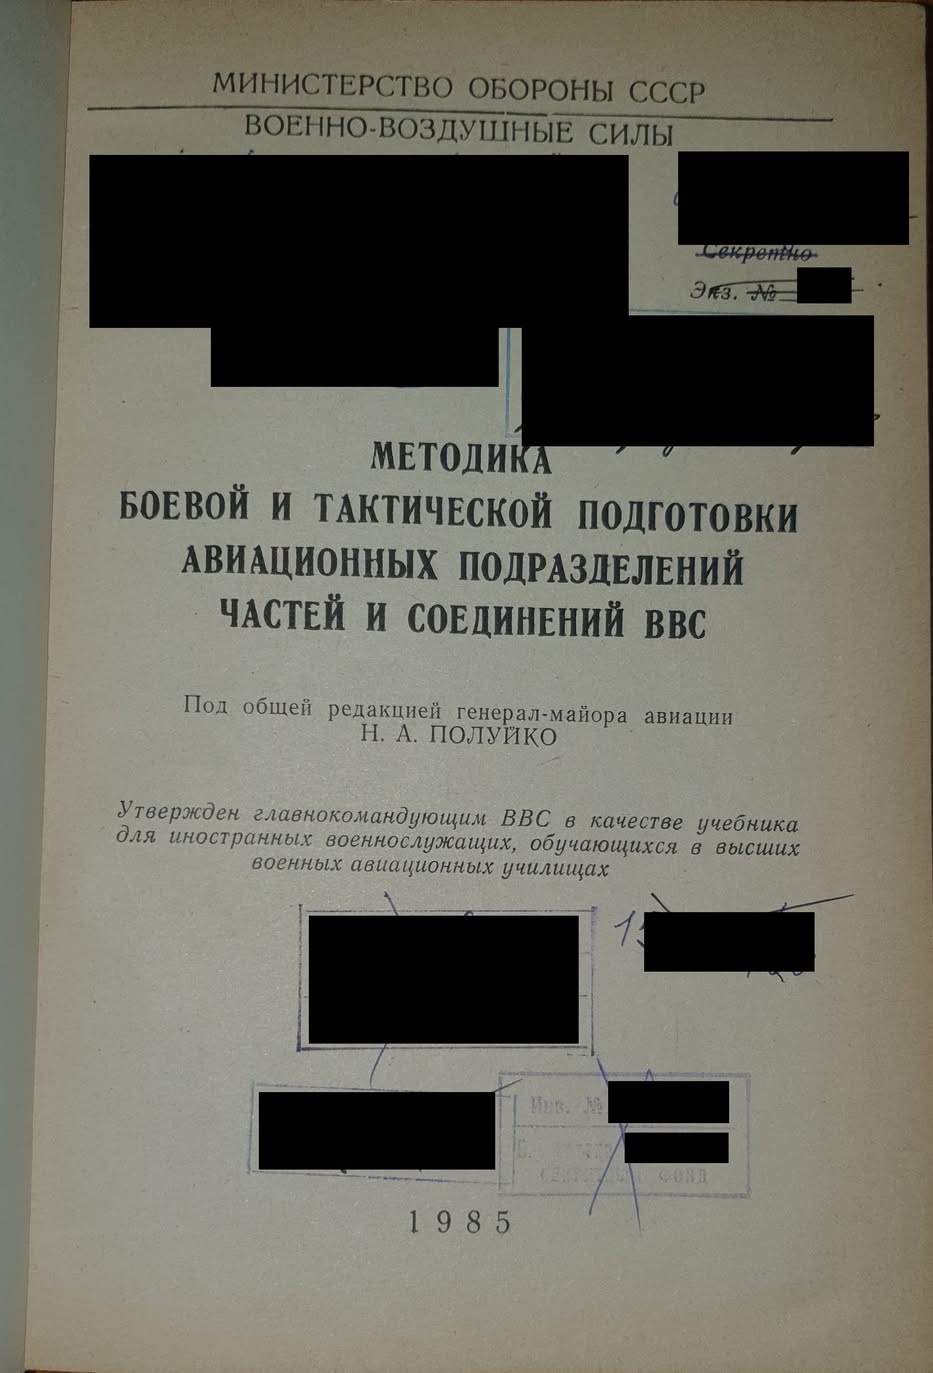 МИНИСТЕРСТВО ОБОРОНЫ СССР
ВОЕННО-ВОЗДУШНЫЕ СИЛЫ
Секретно
Экз. №
МЕТОДИКА
БОЕВОЙ И ТАКТИЧЕСКОЙ ПОДГОТОВКИ
АВИАЦИОННЫХ ПОДРАЗДЕЛЕНИЙ
ЧАСТЕЙ И СОЕДИНЕНИЙ ВВС
Под общей редакцией генерал-майора авиации
Н. А. ПОЛУЙКО
Утвержден главнокомандующим ВВС в качестве учебника
для иностранных военнослужащих, обучающихся в высших
военных авиационных училищах
Инв. №
ФОНД
1985